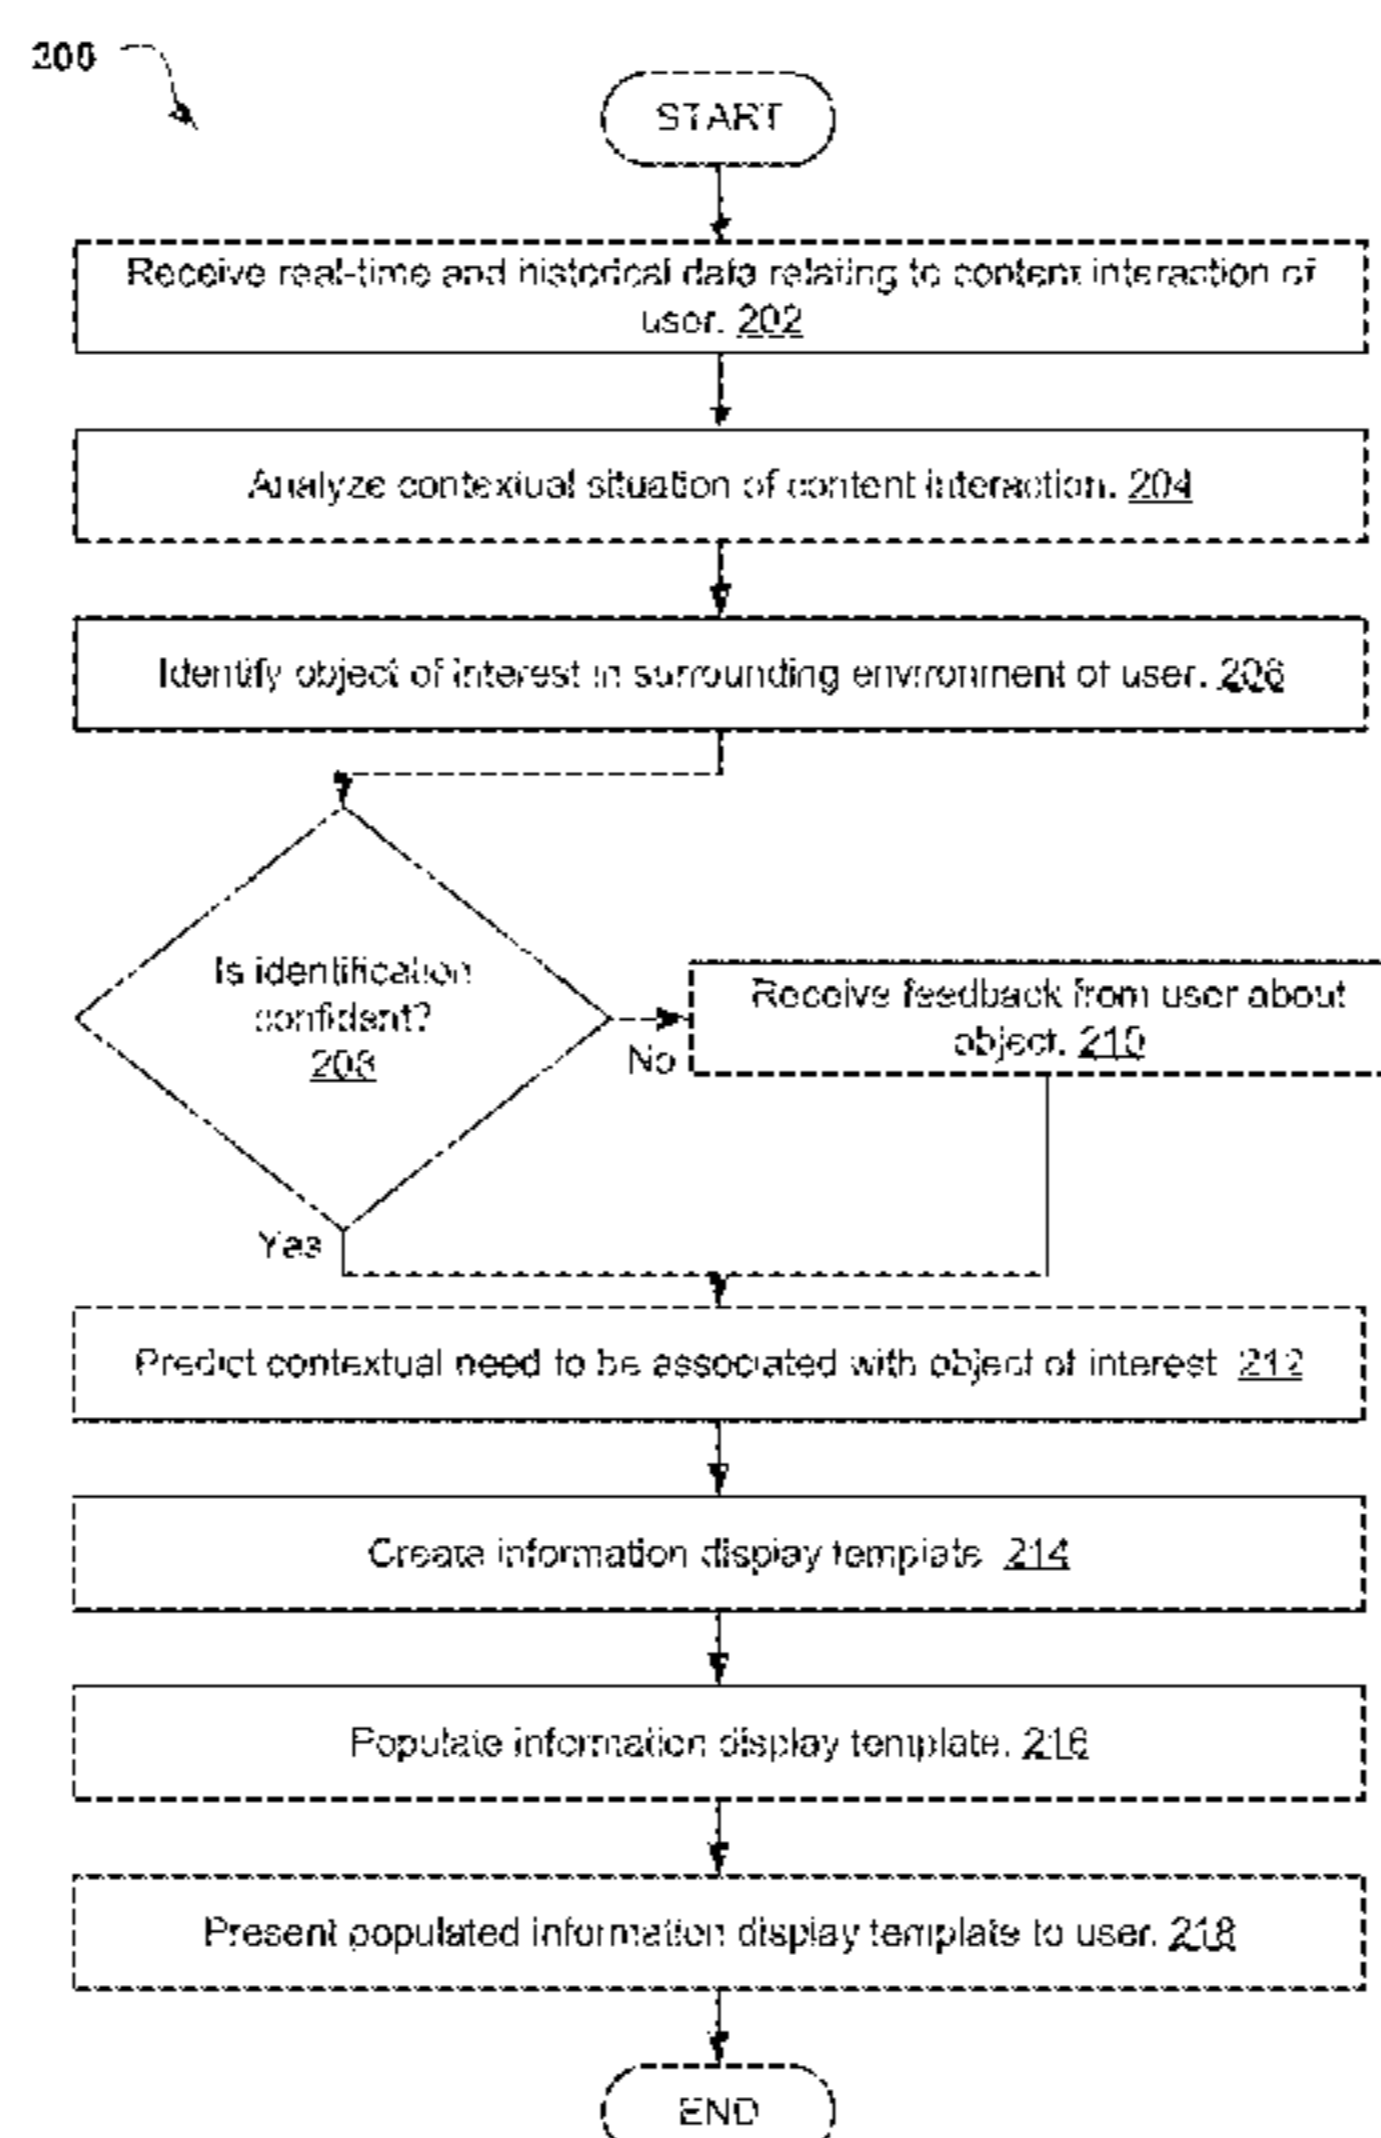 200
START
Receive real-time and historical data relating to content interaction of
user. 202
Analyze contextual situation of content interaction. 204
Identify object of interest in surrounding environment of user. 206
Is identification
confident?
208
No
Receive feedback from user about
object. 210
Yes
Predict contextual need to be associated with object of interest 212
Create information display template 214
Populate information display template. 216
Present populated information display template to user. 218
END